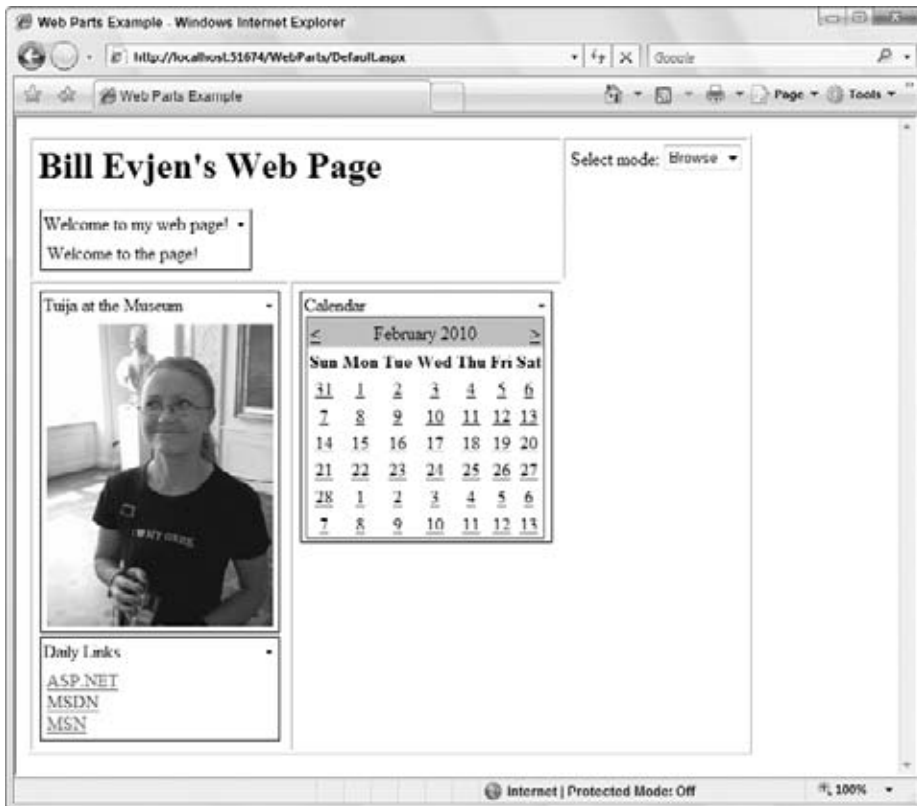 Web Parts Example - Windows Internet Explorer
http://localhost:51674/WebParts/Default.aspx
Google
Web Parts Example
Page
Tools
Bill Evjen's Web Page
Select mode: Browse
Welcome to my web page!
Welcome to the page!
Tuija at the Museum
Calendar
< February 2010 >
Sun Mon Tue Wed Thu Fri Sat
31 1 2 3 4 5 6
7 8 9 10 11 12 13
14 15 16 17 18 19 20
21 22 23 24 25 26 27
28 1 2 3 4 5 6
7 8 9 10 11 12 13
MY GEEK
Daily Links
ASP.NET
MSDN
MSN
Internet | Protected Mode: Off
100%